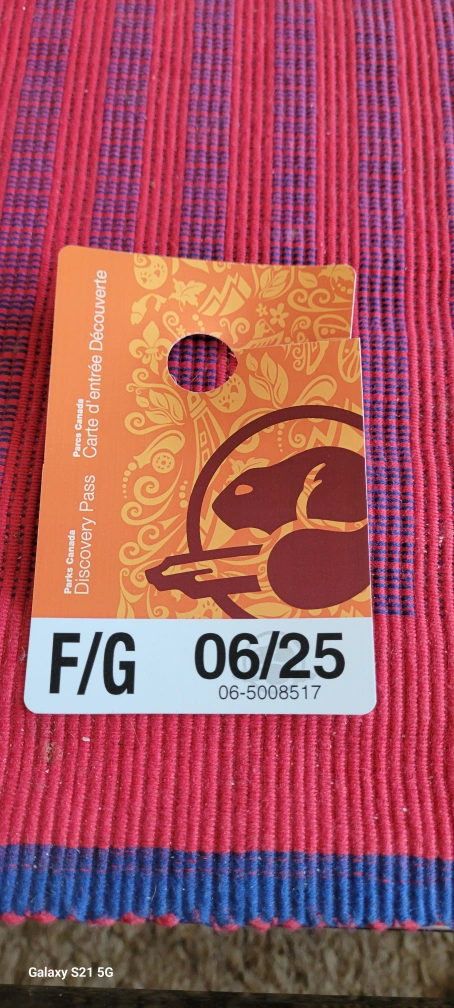 Parks Canada
Discovery Pass
Parcs Canada
Carte d'entrée Découverte
F/G
06/25
06-5008517
Galaxy S21 5G